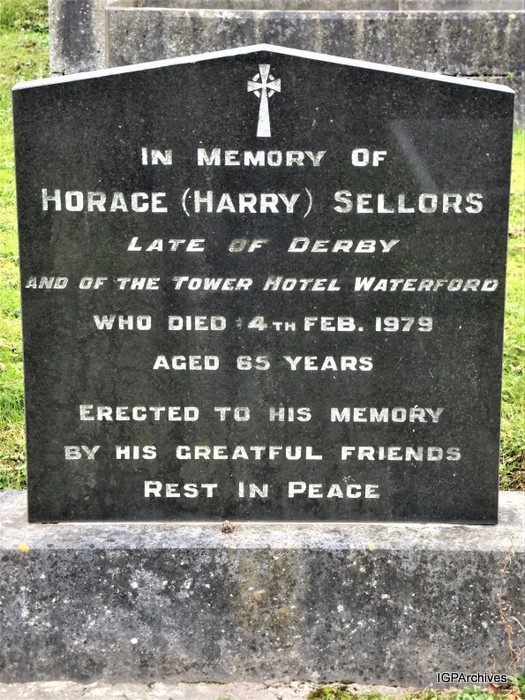 IN MEMORY OF
HORACE (HARRY) SELLORS
LATE OF DERBY
AND OF THE TOWER HOTEL WATERFORD
WHO DIED 4TH FEB. 1979
AGED 65 YEARS
ERECTED TO HIS MEMORY
BY HIS GREATFUL FRIENDS
REST IN PEACE
IGPArchives